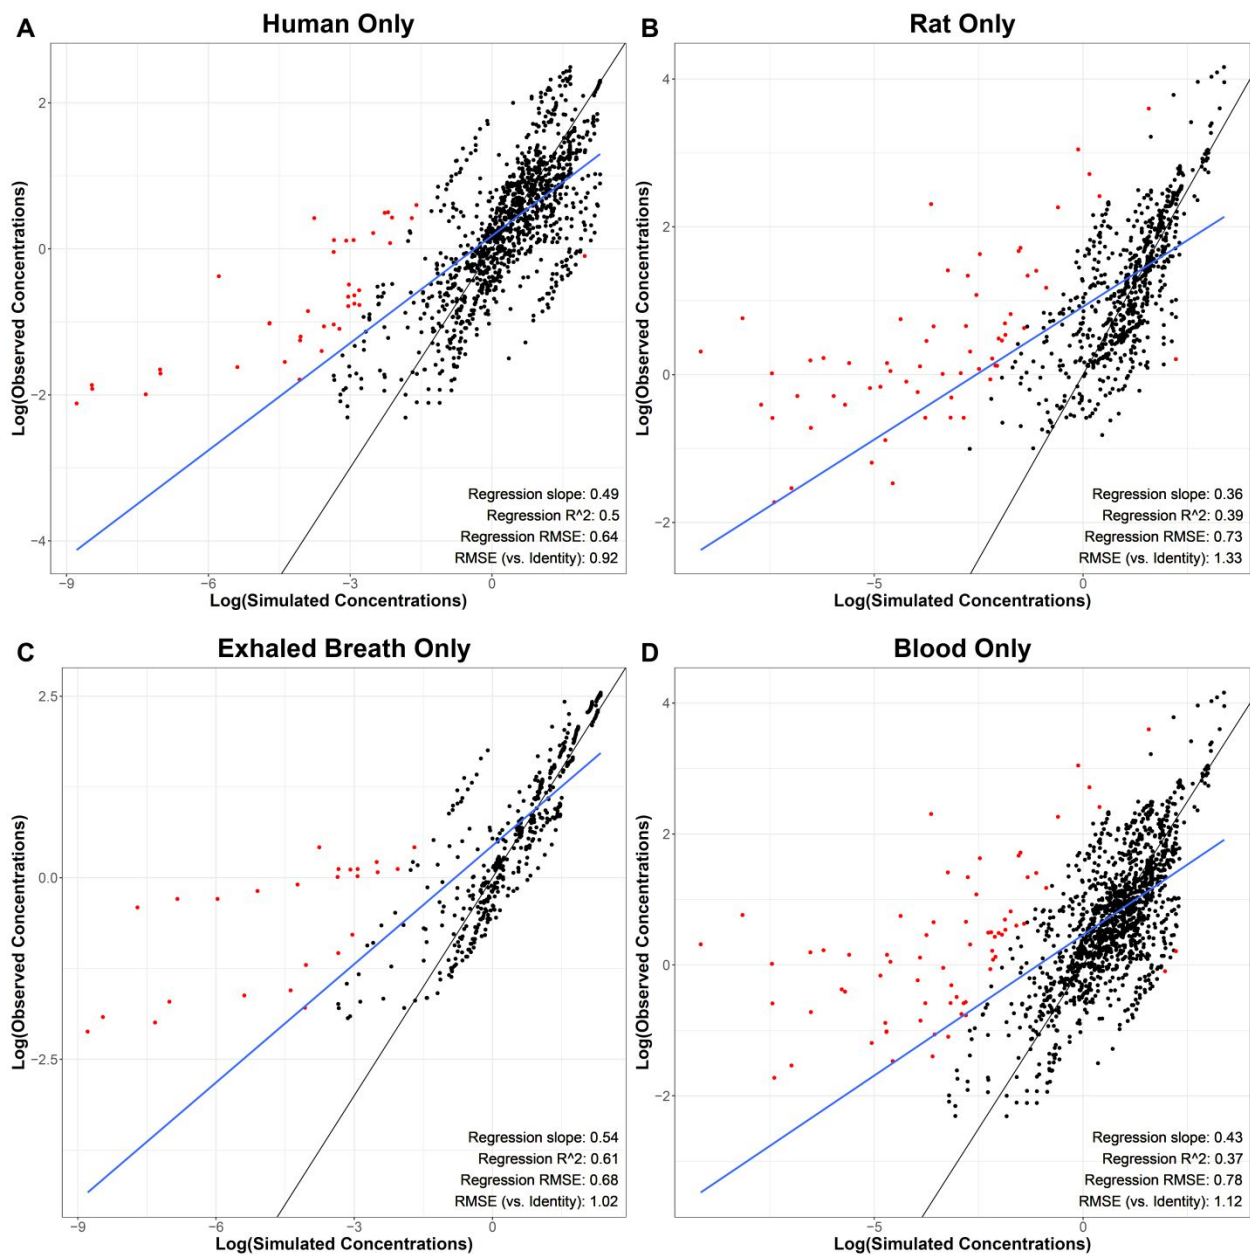 A
Human Only
2
0
−2
−4
−9
−6
−3
0
Log(Observed Concentrations)
Log(Simulated Concentrations)
Regression slope: 0.49
Regression R^2: 0.5
Regression RMSE: 0.64
RMSE (vs. Identity): 0.92
B
Rat Only
4
2
0
−2
−5
0
Log(Observed Concentrations)
Log(Simulated Concentrations)
Regression slope: 0.36
Regression R^2: 0.39
Regression RMSE: 0.73
RMSE (vs. Identity): 1.33
C
Exhaled Breath Only
2.5
0.0
−2.5
−9
−6
−3
0
Log(Observed Concentrations)
Log(Simulated Concentrations)
Regression slope: 0.54
Regression R^2: 0.61
Regression RMSE: 0.68
RMSE (vs. Identity): 1.02
D
Blood Only
4
2
0
−2
−5
0
Log(Observed Concentrations)
Log(Simulated Concentrations)
Regression slope: 0.43
Regression R^2: 0.37
Regression RMSE: 0.78
RMSE (vs. Identity): 1.12